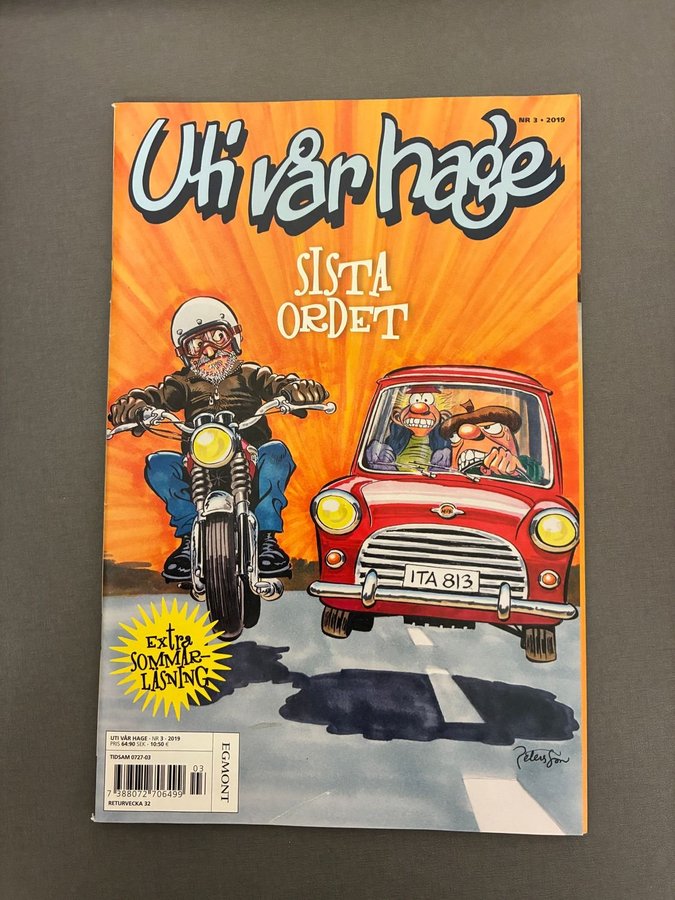 NR 3 • 2019
Uti vår hage
SISTA
ORDET
ITA 813
Extra
SOMMAR-
LÄSNING
UTI VÅR HAGE - NR 3 - 2019
PRIS 64:90 SEK - 10:50 €
TIDSAM 0727-03
03
7 388072 706499
RETURVECKA 32
EGMONT
Petersson